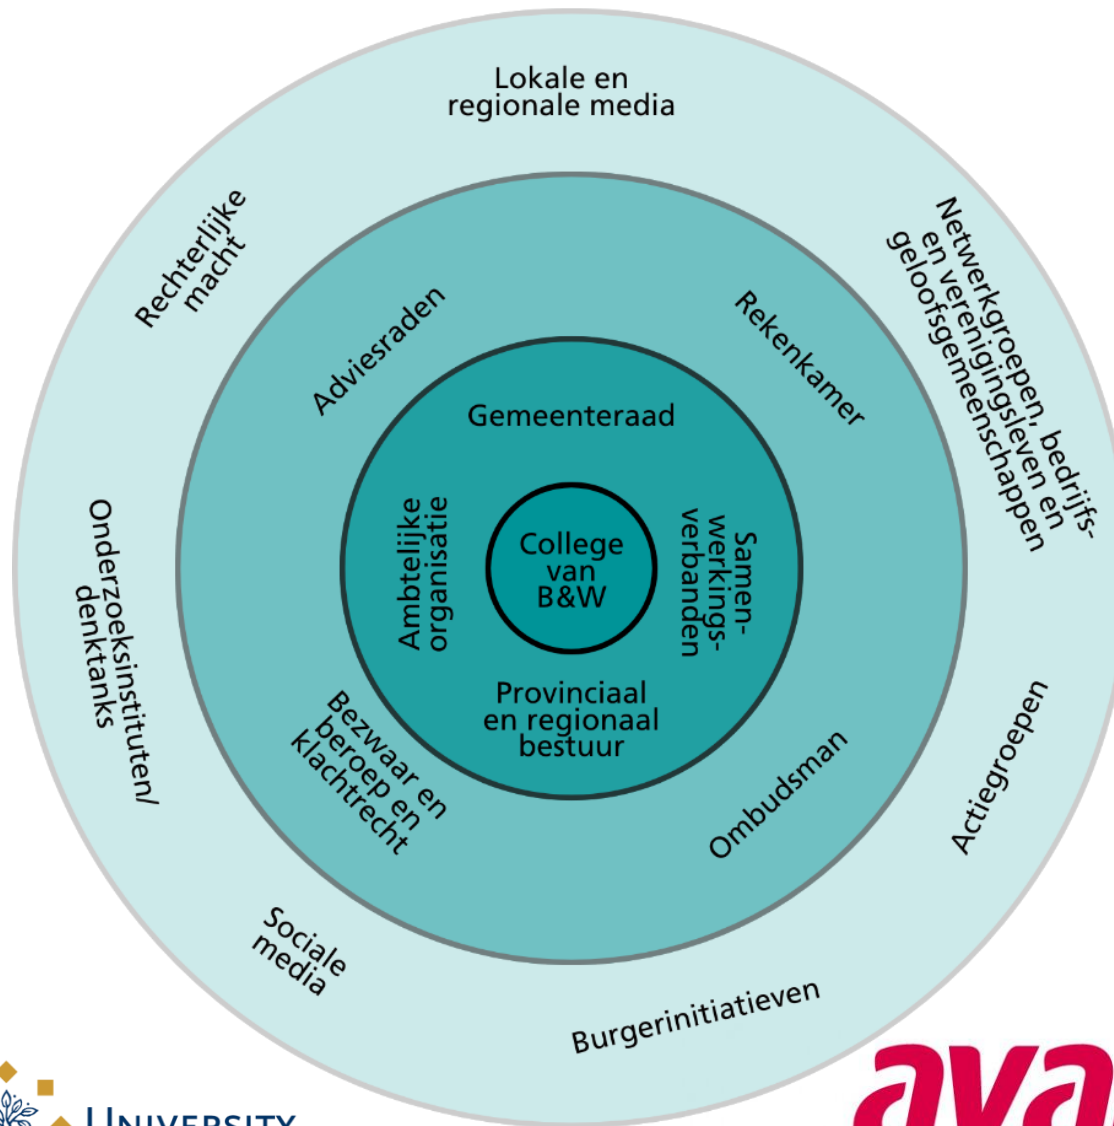 Lokale en
regionale media
Rechterlijke
macht
Netwerkgroepen, bedrijfs-
en verenigingsleven en
geloofsgemeenschappen
Adviesraden
Rekenkamer
Gemeenteraad
Ambtelijke
organisatie
College
van
B&W
Samen-
werkings-
verbanden
Onderzoeksinstituten/
denktanks
Provinciaal
en regionaal
bestuur
Bezwaar en
beroep en
klachtrecht
Ombudsman
Actiegroepen
Sociale
media
Burgerinitiatieven
UNIVERSITY
ava